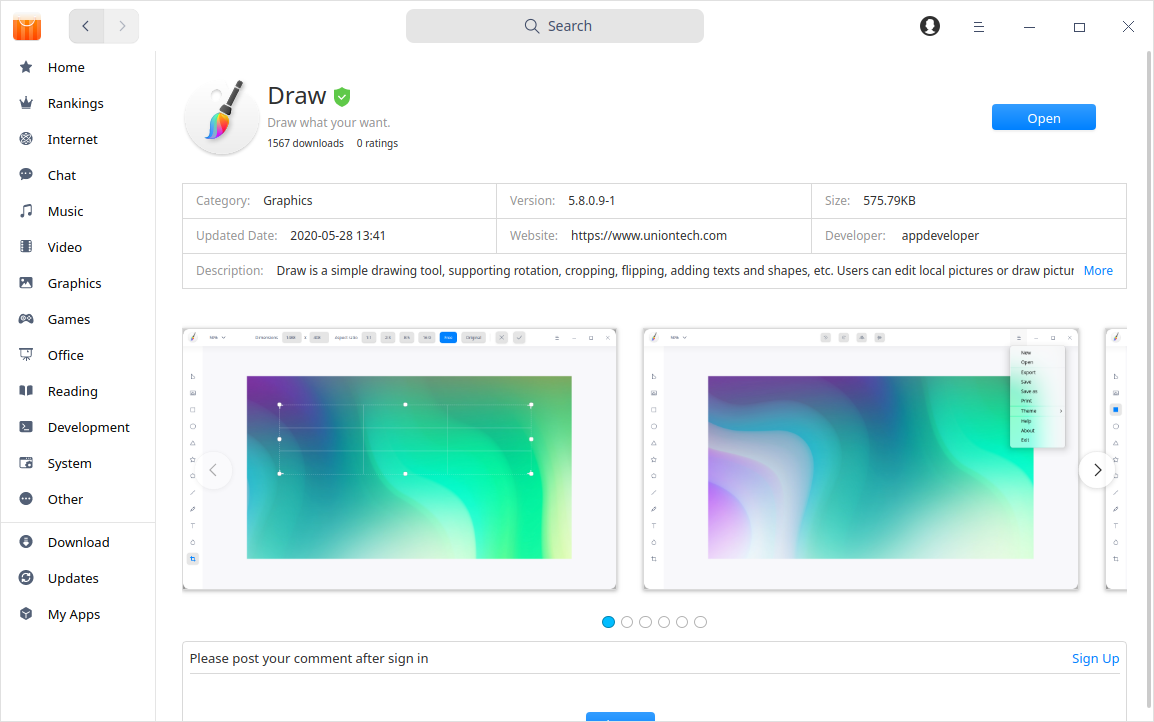 Search
Home
Rankings
Internet
Chat
Music
Video
Graphics
Games
Office
Reading
Development
System
Other
Download
Updates
My Apps
Draw
Draw what your want.
1567 downloads 0 ratings
Open
Category: Graphics Version: 5.8.0.9-1 Size: 575.79KB
Updated Date: 2020-05-28 13:41 Website: https://www.uniontech.com Developer: appdeveloper
Description: Draw is a simple drawing tool, supporting rotation, cropping, flipping, adding texts and shapes, etc. Users can edit local pictures or draw pictur More
Dimensions
Original
New
Open
Export
Save
Save as
Print
Theme
Help
About
Exit
Please post your comment after sign in Sign Up